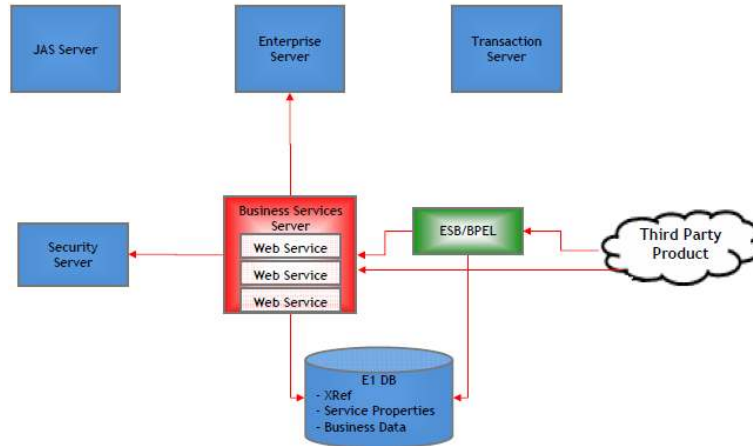 JAS Server
Enterprise
Server
Transaction
Server
Business Services
Server
Web Service
Web Service
Web Service
Security
Server
ESB/BPEL
Third Party
Product
E1 DB
- XRef
- Service Properties
- Business Data